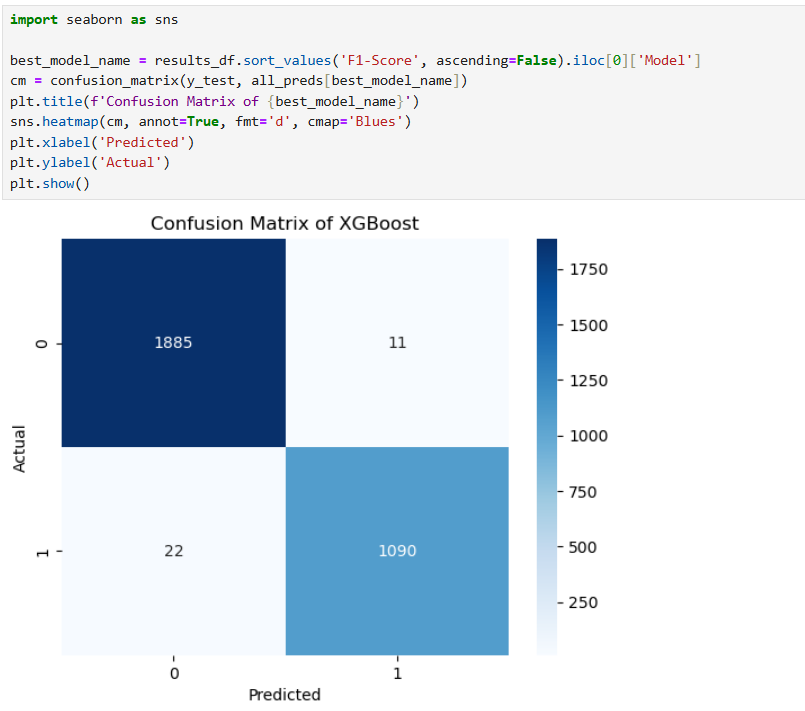 import seaborn as sns
best_model_name = results_df.sort_values('F1-Score', ascending=False).iloc[0]['Model']
cm = confusion_matrix(y_test, all_preds[best_model_name])
plt.title(f'Confusion Matrix of {best_model_name}')
sns.heatmap(cm, annot=True, fmt='d', cmap='Blues')
plt.xlabel('Predicted')
plt.ylabel('Actual')
plt.show()
Confusion Matrix of XGBoost
1750
1500
1250
1000
750
500
250
0
1885
11
Actual
1
22
1090
0
1
Predicted